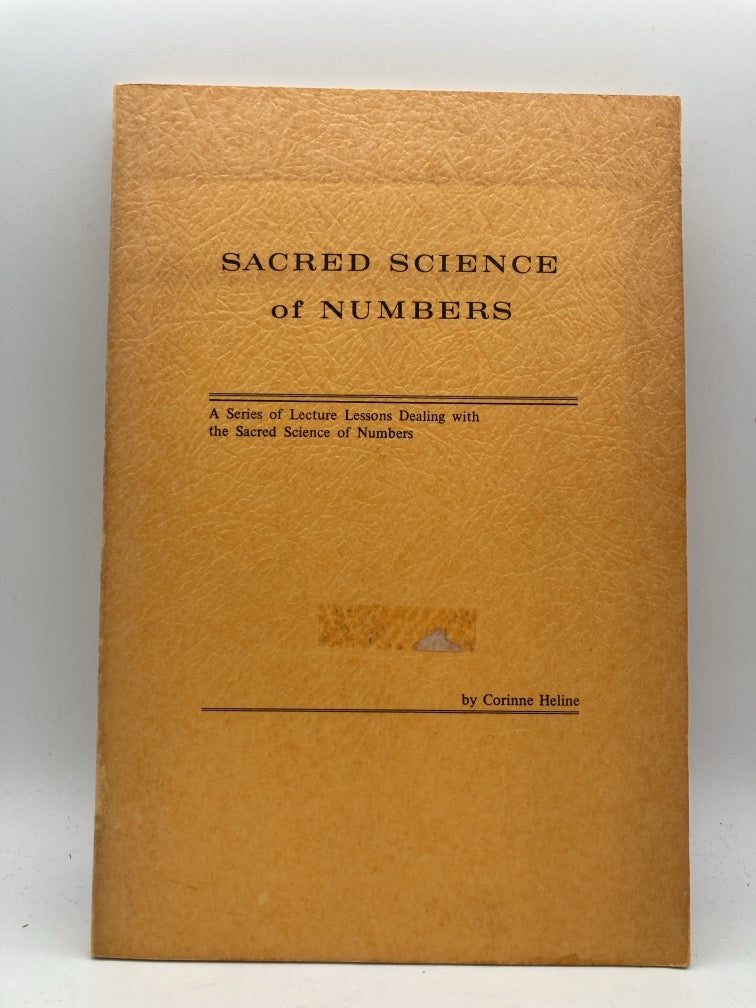 SACRED SCIENCE
of NUMBERS
A Series of Lecture Lessons Dealing with
the Sacred Science of Numbers
by Corinne Heline